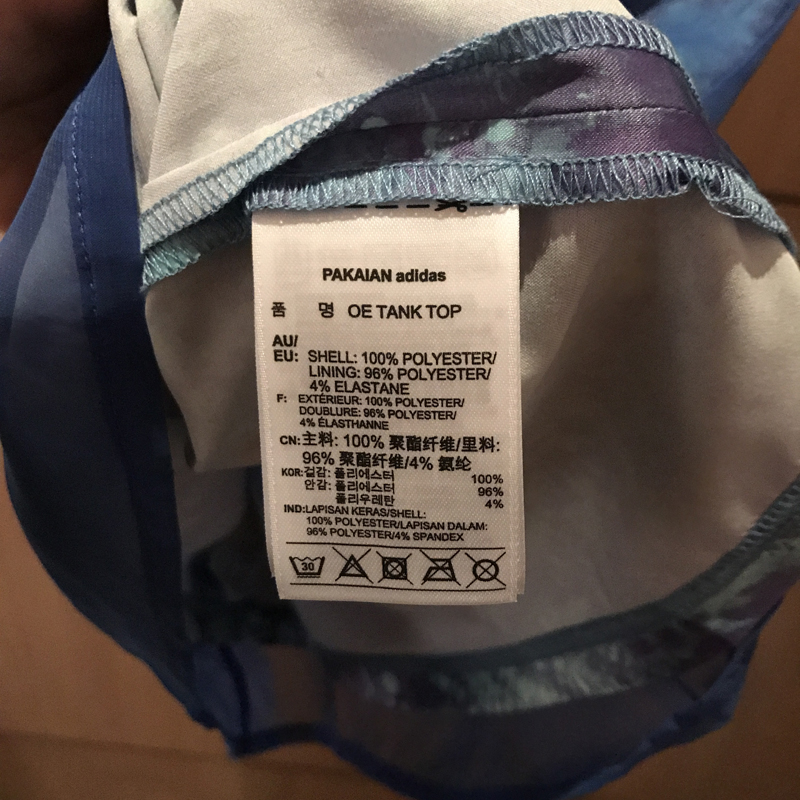 PAKAIAN adidas
품 명 OE TANK TOP
AU/
EU: SHELL: 100% POLYESTER/
LINING: 96% POLYESTER/
4% ELASTANE
F: EXTÉRIEUR: 100% POLYESTER/
DOUBLURE: 96% POLYESTER/
4% ÉLASTHANNE
CN: 主料: 100% 聚酯纤维/里料:
96% 聚酯纤维/4% 氨纶
KOR: 겉감: 폴리에스터 100%
안감: 폴리에스터 96%
폴리우레탄 4%
IND: LAPISAN KERAS/SHELL:
100% POLYESTER/LAPISAN DALAM:
96% POLYESTER/4% SPANDEX
30